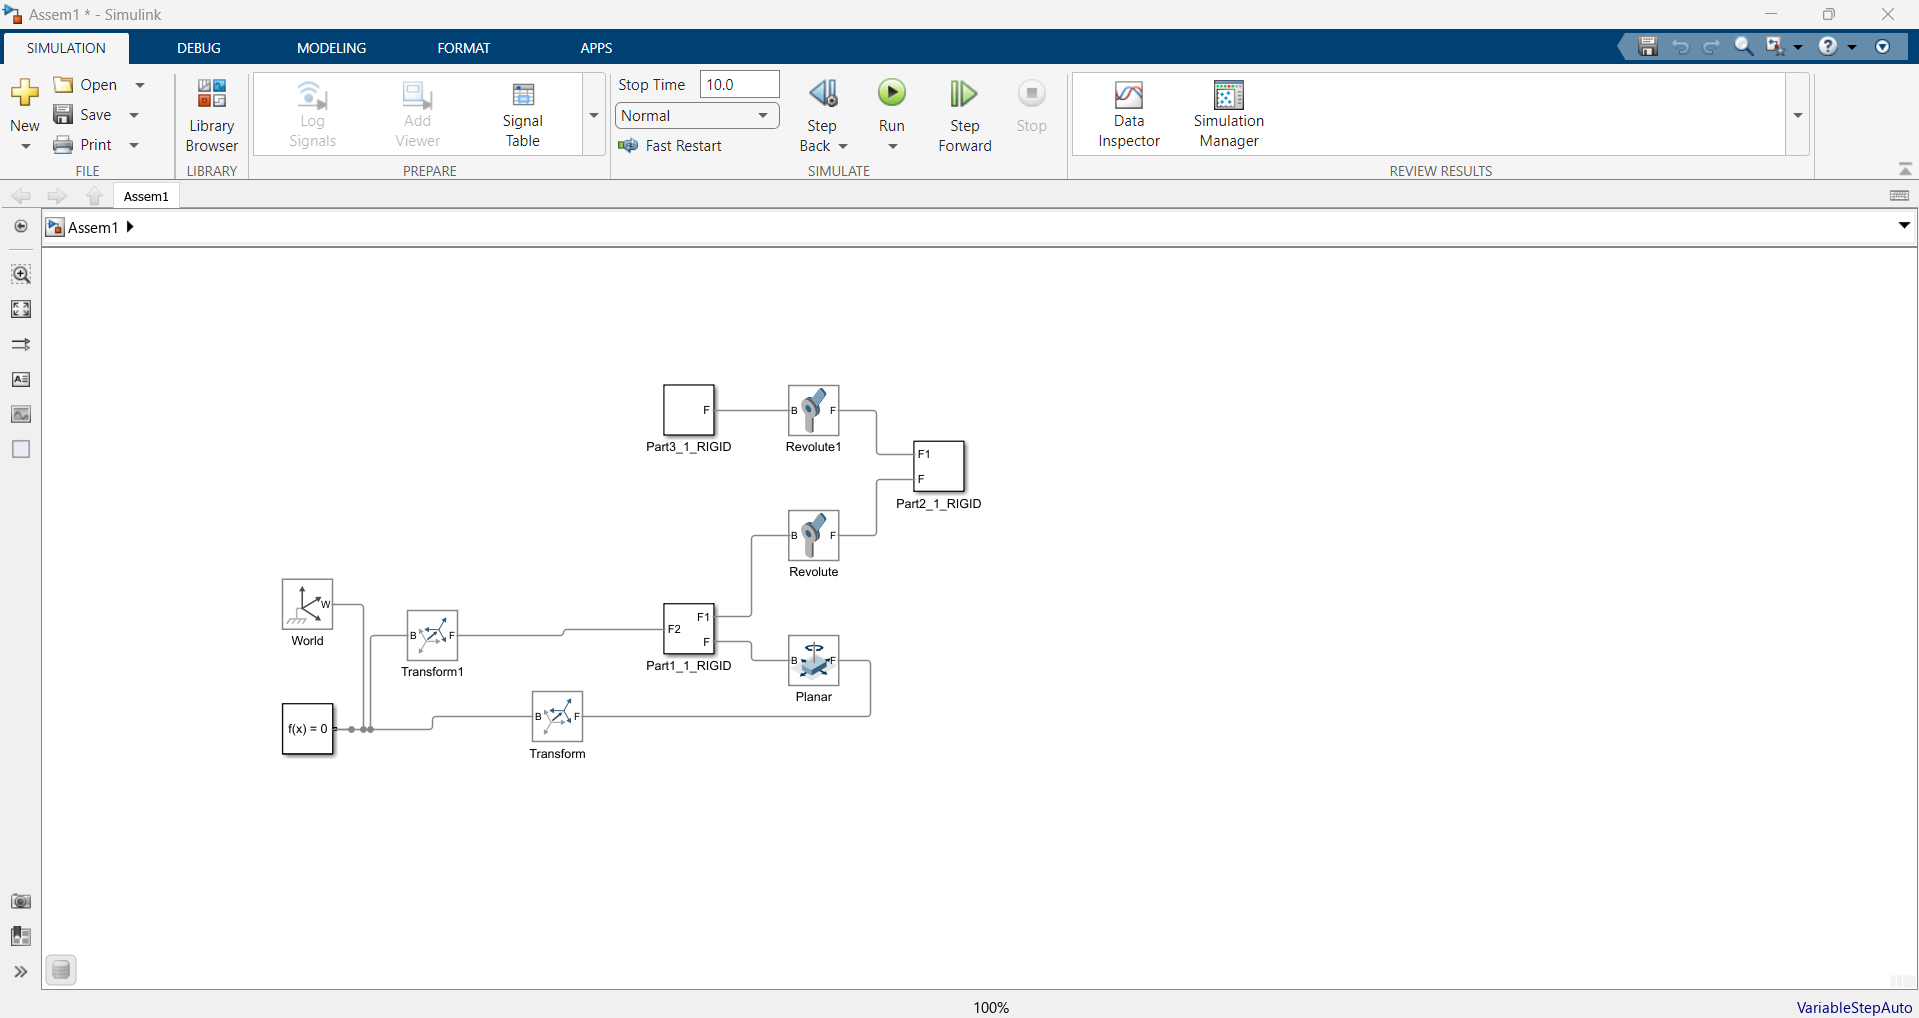 Assem1 * - Simulink
SIMULATION DEBUG MODELING FORMAT APPS
New
Open
Save
Print
FILE
Library
Browser
LIBRARY
Log
Signals
Add
Viewer
Signal
Table
PREPARE
Stop Time 10.0
Normal
Fast Restart
Step
Back
Run
Step
Forward
Stop
SIMULATE
Data
Inspector
Simulation
Manager
REVIEW RESULTS
Assem1
Assem1
F
Part3_1_RIGID
B F
Revolute1
F1
F
Part2_1_RIGID
B F
Revolute
W
World
B F
Transform1
F1
F2
F
Part1_1_RIGID
B F
Planar
f(x) = 0
B F
Transform
100%
VariableStepAuto